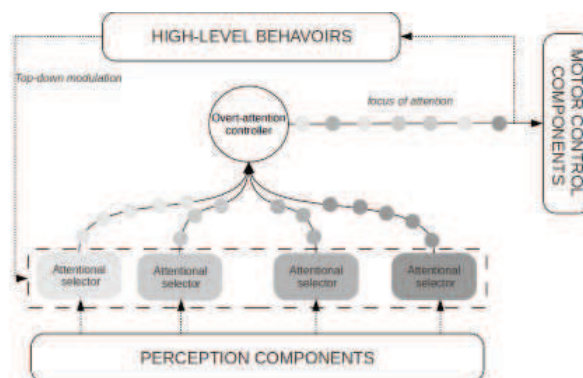 HIGH-LEVEL BEHAVOIRS
Top-down modulation
focus of attention
Overt-attention
controller
MOTOR CONTROL
COMPONENTS
Attentional
selector
Attentional
selector
Attentional
selector
Attentional
selector
PERCEPTION COMPONENTS